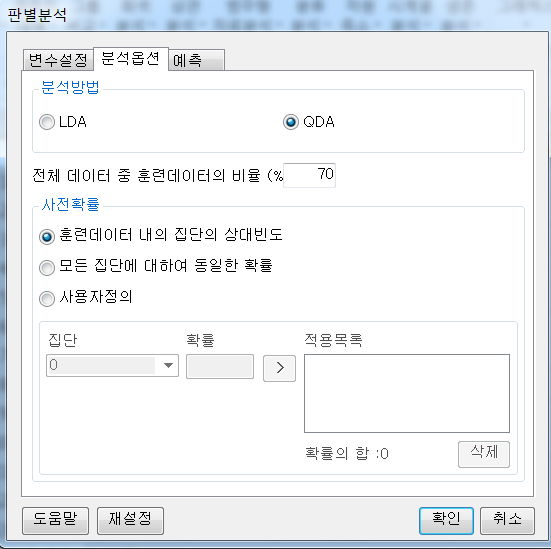 판별분석
변수설정 분석옵션 예측
분석방법
LDA QDA
전체 데이터 중 훈련데이터의 비율 (% 70
사전확률
훈련데이터 내의 집단의 상대빈도
모든 집단에 대하여 동일한 확률
사용자정의
집단 확률 적용목록
0 >
확률의 합 :0 삭제
도움말 재설정 확인 취소